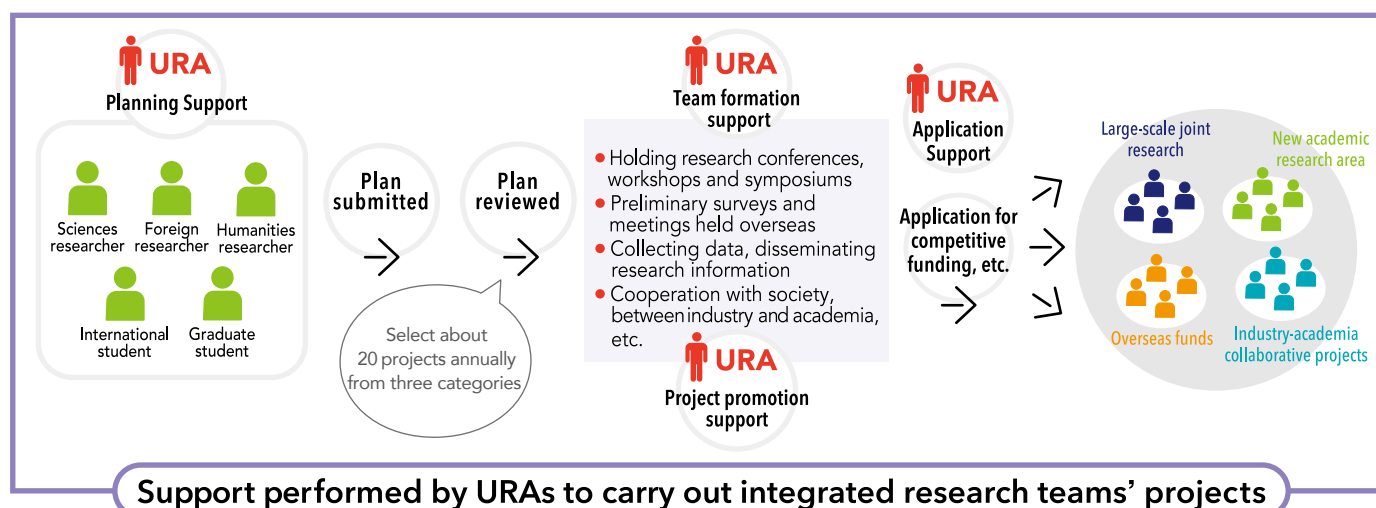 URA
Planning Support
Sciences
researcher
Foreign
researcher
Humanities
researcher
International
student
Graduate
student
Plan
submitted
Plan
reviewed
Select about
20 projects annually
from three categories
URA
Team formation
support
• Holding research conferences,
workshops and symposiums
• Preliminary surveys and
meetings held overseas
• Collecting data, disseminating
research information
• Cooperation with society,
between industry and academia,
etc.
URA
Project promotion
support
URA
Application
Support
Application for
competitive
funding, etc.
Large-scale joint
research
New academic
research area
Overseas funds
Industry-academia
collaborative projects
Support performed by URAs to carry out integrated research teams’ projects